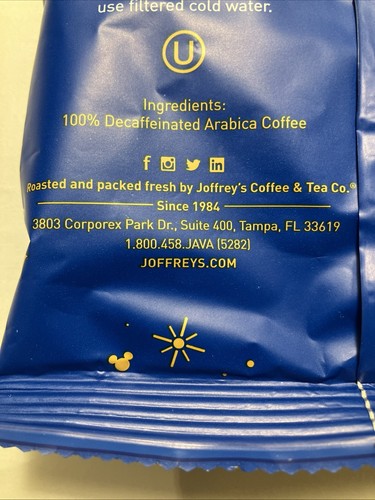 use filtered cold water.
U
Ingredients:
100% Decaffeinated Arabica Coffee
f in
Roasted and packed fresh by Joffrey's Coffee & Tea Co.®
Since 1984
3803 Corporex Park Dr., Suite 400, Tampa, FL 33619
1.800.458.JAVA (5282)
JOFFREYS.COM